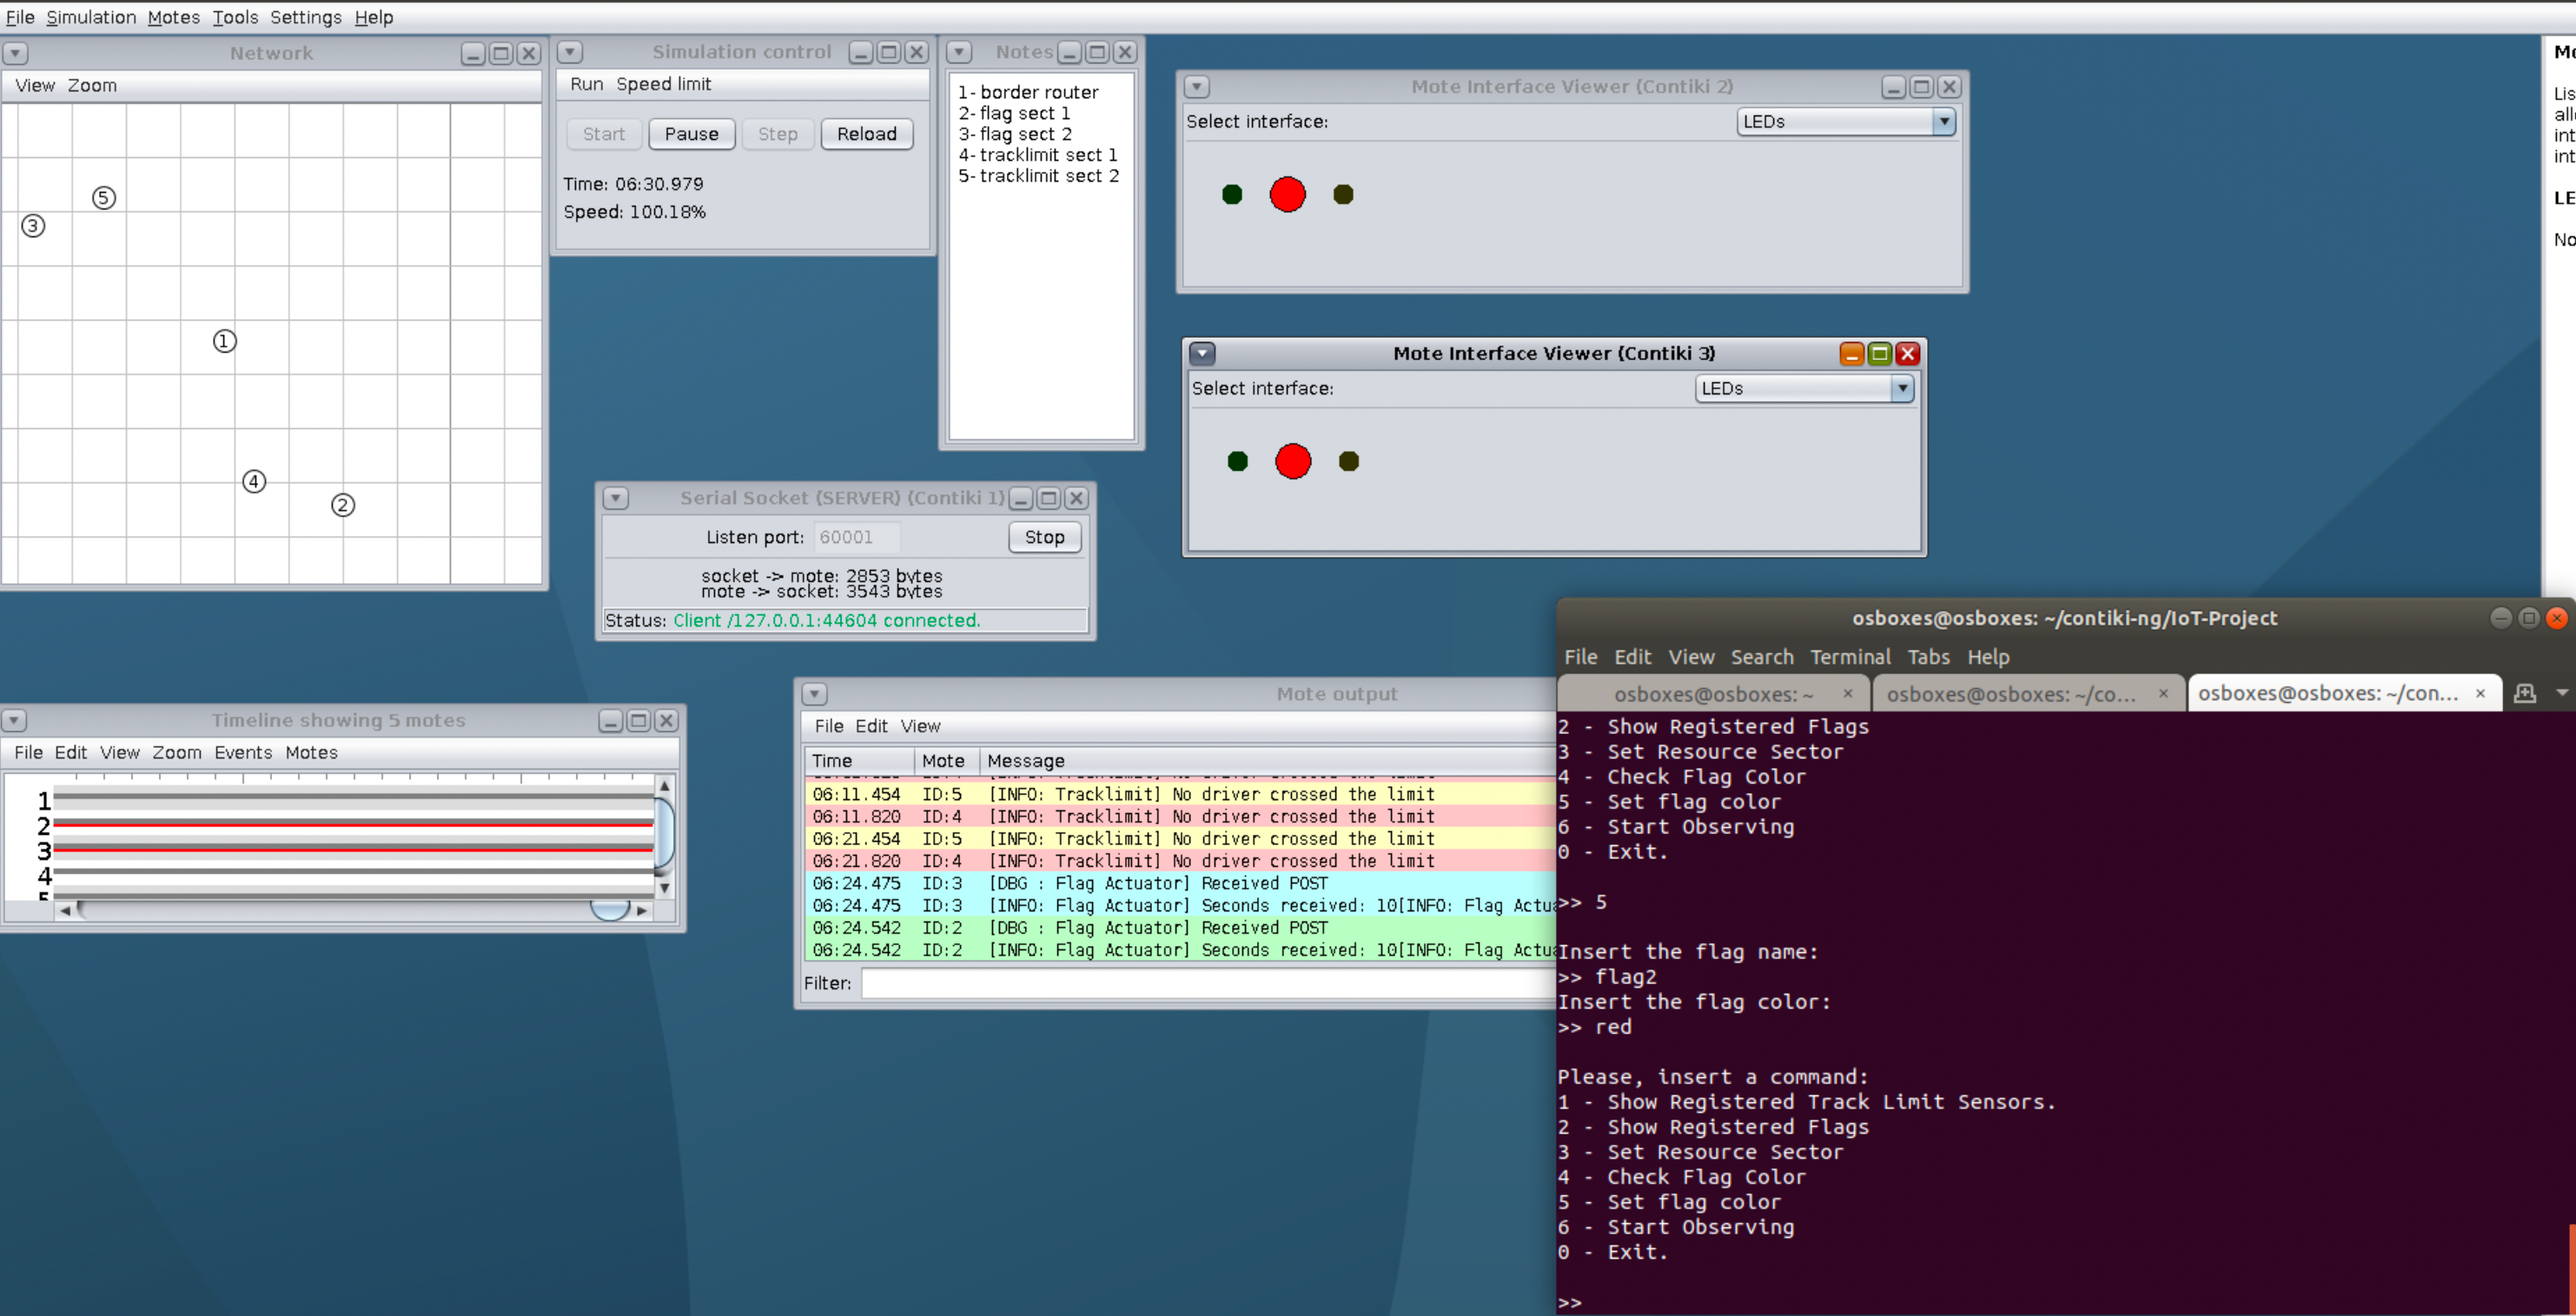 File Simulation Motes Tools Settings Help
Network
View Zoom
5
3
1
4
2
Simulation control
Run Speed limit
Start Pause Step Reload
Time: 06:30.979
Speed: 100.18%
Notes
1- border router
2- flag sect 1
3- flag sect 2
4- tracklimit sect 1
5- tracklimit sect 2
Mote Interface Viewer (Contiki 2)
Select interface: LEDs
Mote Interface Viewer (Contiki 3)
Select interface: LEDs
Serial Socket (SERVER) (Contiki 1)
Listen port: 60001 Stop
socket -> mote: 2853 bytes
mote -> socket: 3543 bytes
Status: Client /127.0.0.1:44604 connected.
Timeline showing 5 motes
File Edit View Zoom Events Motes
1
2
3
4
5
Mote output
File Edit View
Time Mote Message
06:11.454 ID:5 [INFO: Tracklimit] No driver crossed the limit
06:11.820 ID:4 [INFO: Tracklimit] No driver crossed the limit
06:21.454 ID:5 [INFO: Tracklimit] No driver crossed the limit
06:21.820 ID:4 [INFO: Tracklimit] No driver crossed the limit
06:24.475 ID:3 [DBG : Flag Actuator] Received POST
06:24.475 ID:3 [INFO: Flag Actuator] Seconds received: 10[INFO: Flag Actua
06:24.542 ID:2 [DBG : Flag Actuator] Received POST
06:24.542 ID:2 [INFO: Flag Actuator] Seconds received: 10[INFO: Flag Actua
Filter:
osboxes@osboxes: ~/contiki-ng/IoT-Project
File Edit View Search Terminal Tabs Help
osboxes@osboxes: ~ × osboxes@osboxes: ~/co... × osboxes@osboxes: ~/con... ×
2 - Show Registered Flags
3 - Set Resource Sector
4 - Check Flag Color
5 - Set flag color
6 - Start Observing
0 - Exit.
>> 5
Insert the flag name:
>> flag2
Insert the flag color:
>> red
Please, insert a command:
1 - Show Registered Track Limit Sensors.
2 - Show Registered Flags
3 - Set Resource Sector
4 - Check Flag Color
5 - Set flag color
6 - Start Observing
0 - Exit.
>>